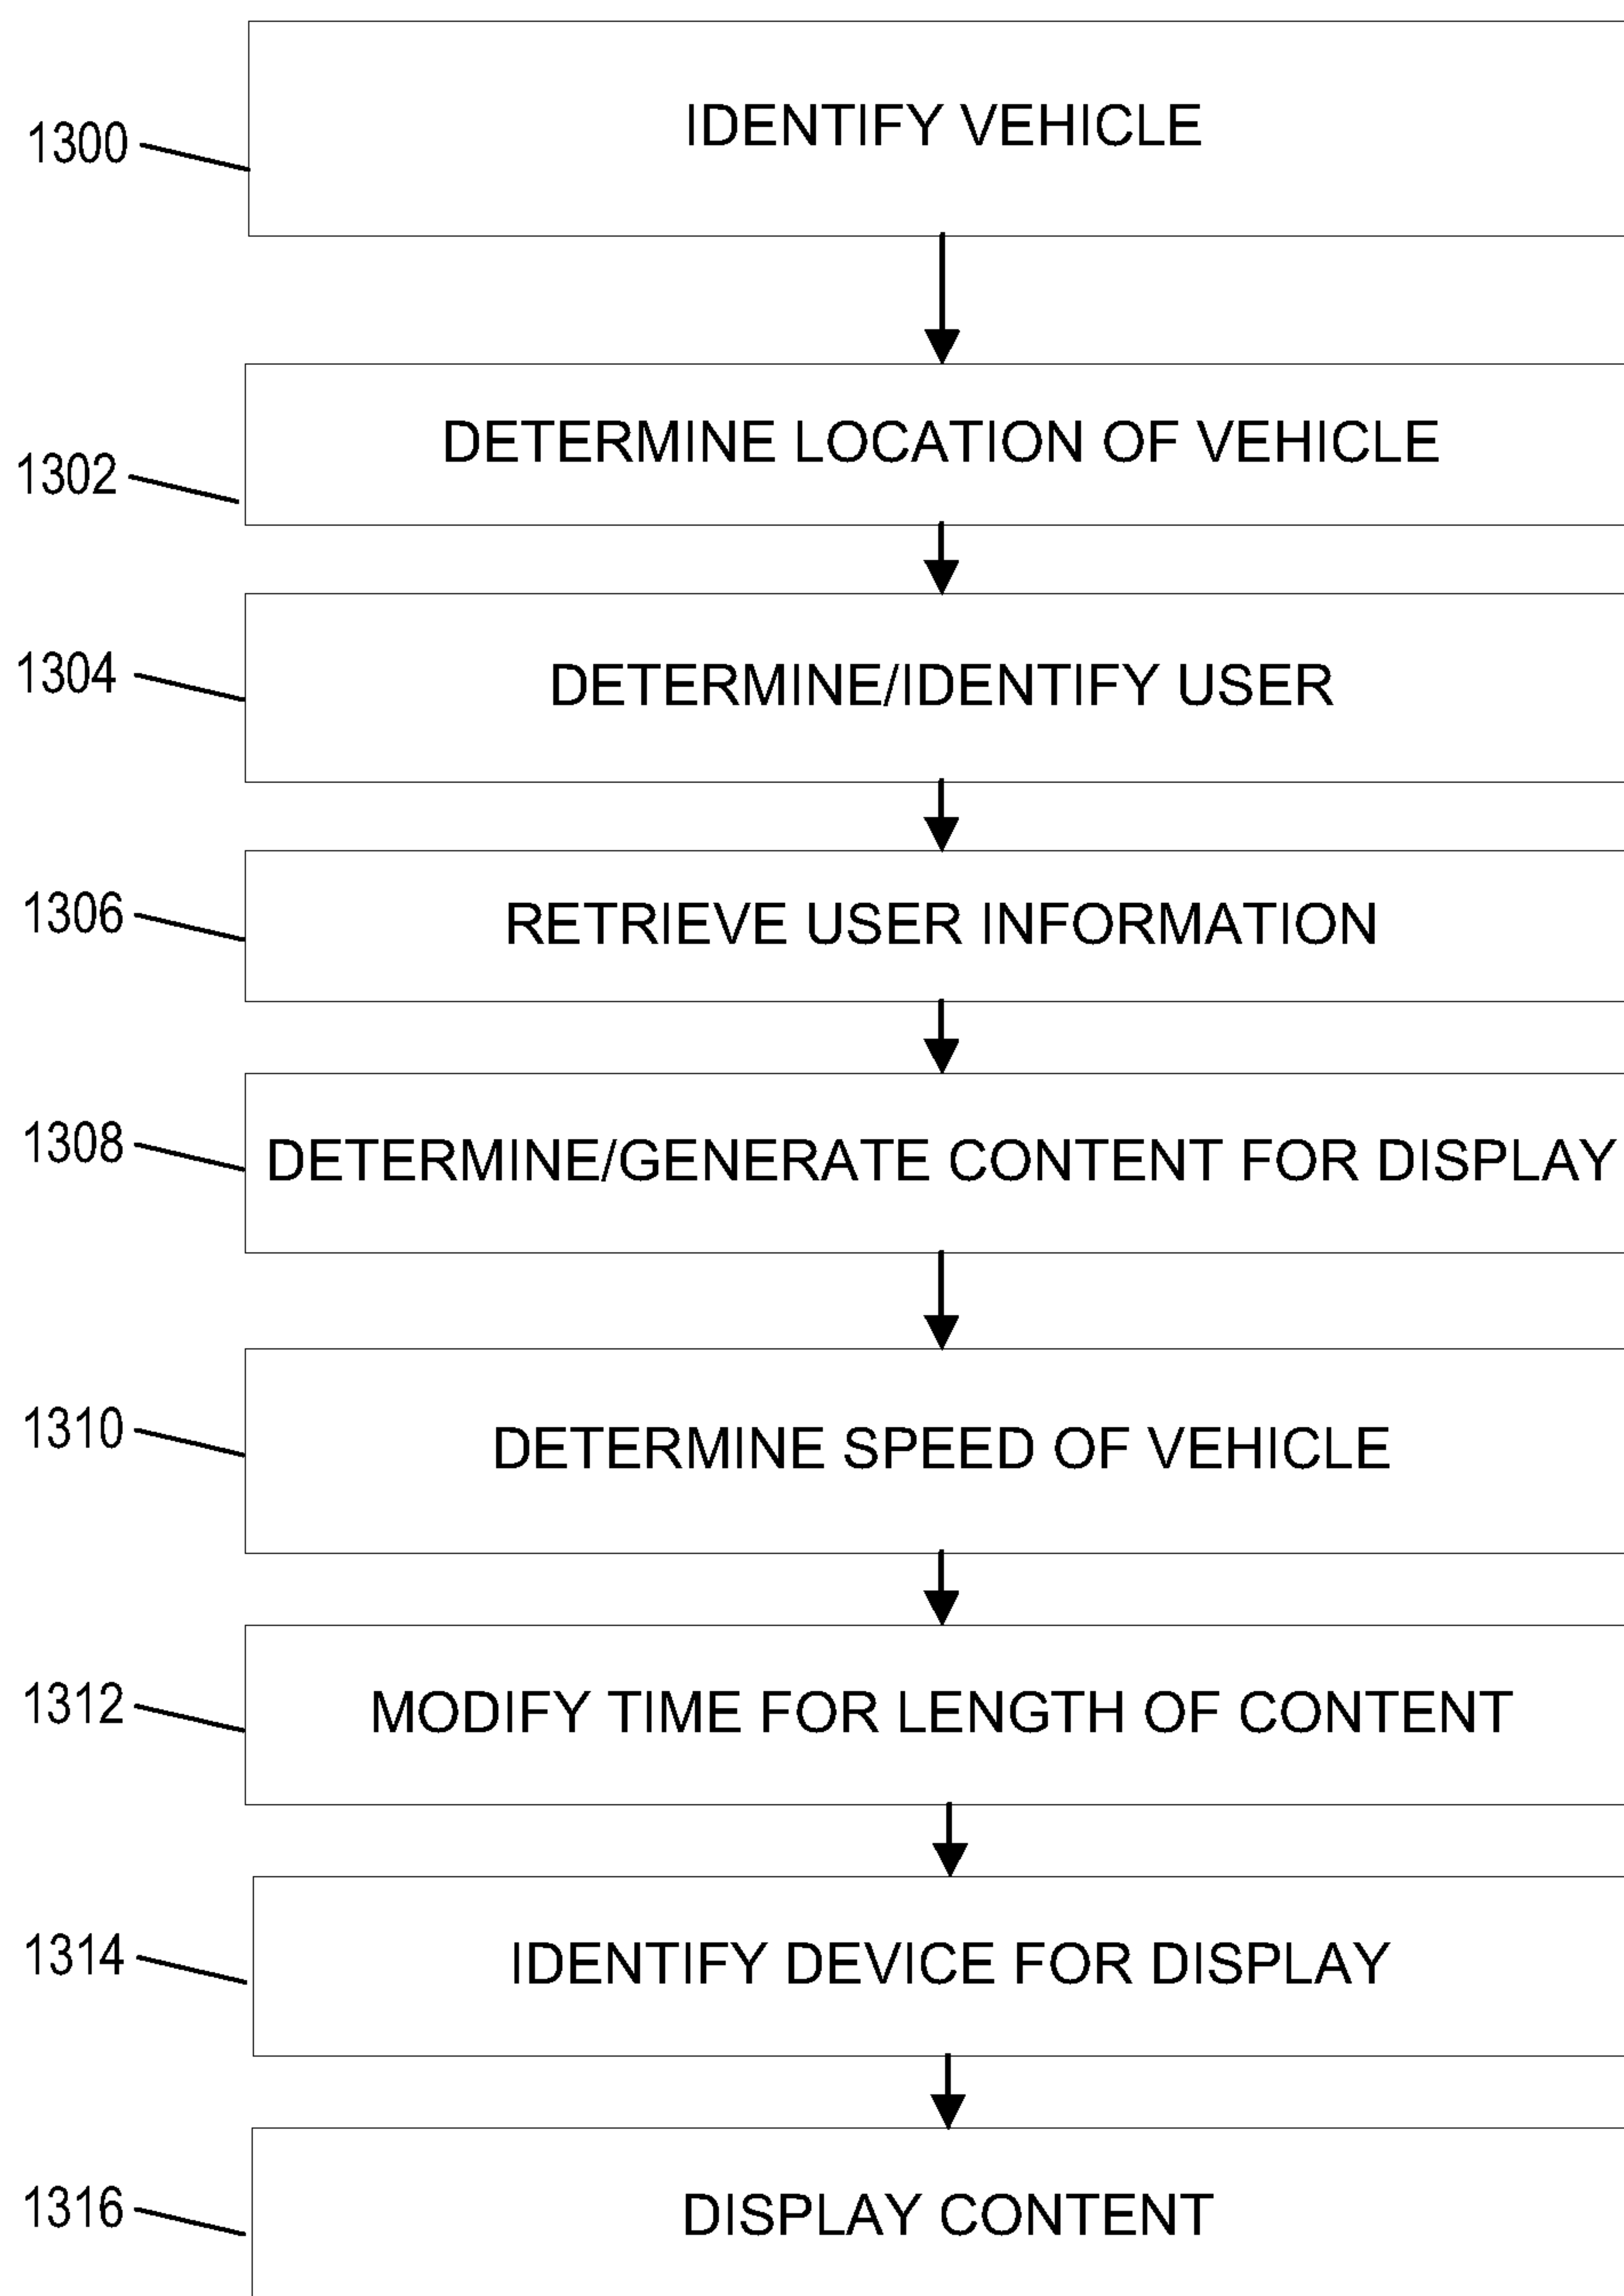 1300
IDENTIFY VEHICLE
1302
DETERMINE LOCATION OF VEHICLE
1304
DETERMINE/IDENTIFY USER
1306
RETRIEVE USER INFORMATION
1308
DETERMINE/GENERATE CONTENT FOR DISPLAY
1310
DETERMINE SPEED OF VEHICLE
1312
MODIFY TIME FOR LENGTH OF CONTENT
1314
IDENTIFY DEVICE FOR DISPLAY
1316
DISPLAY CONTENT